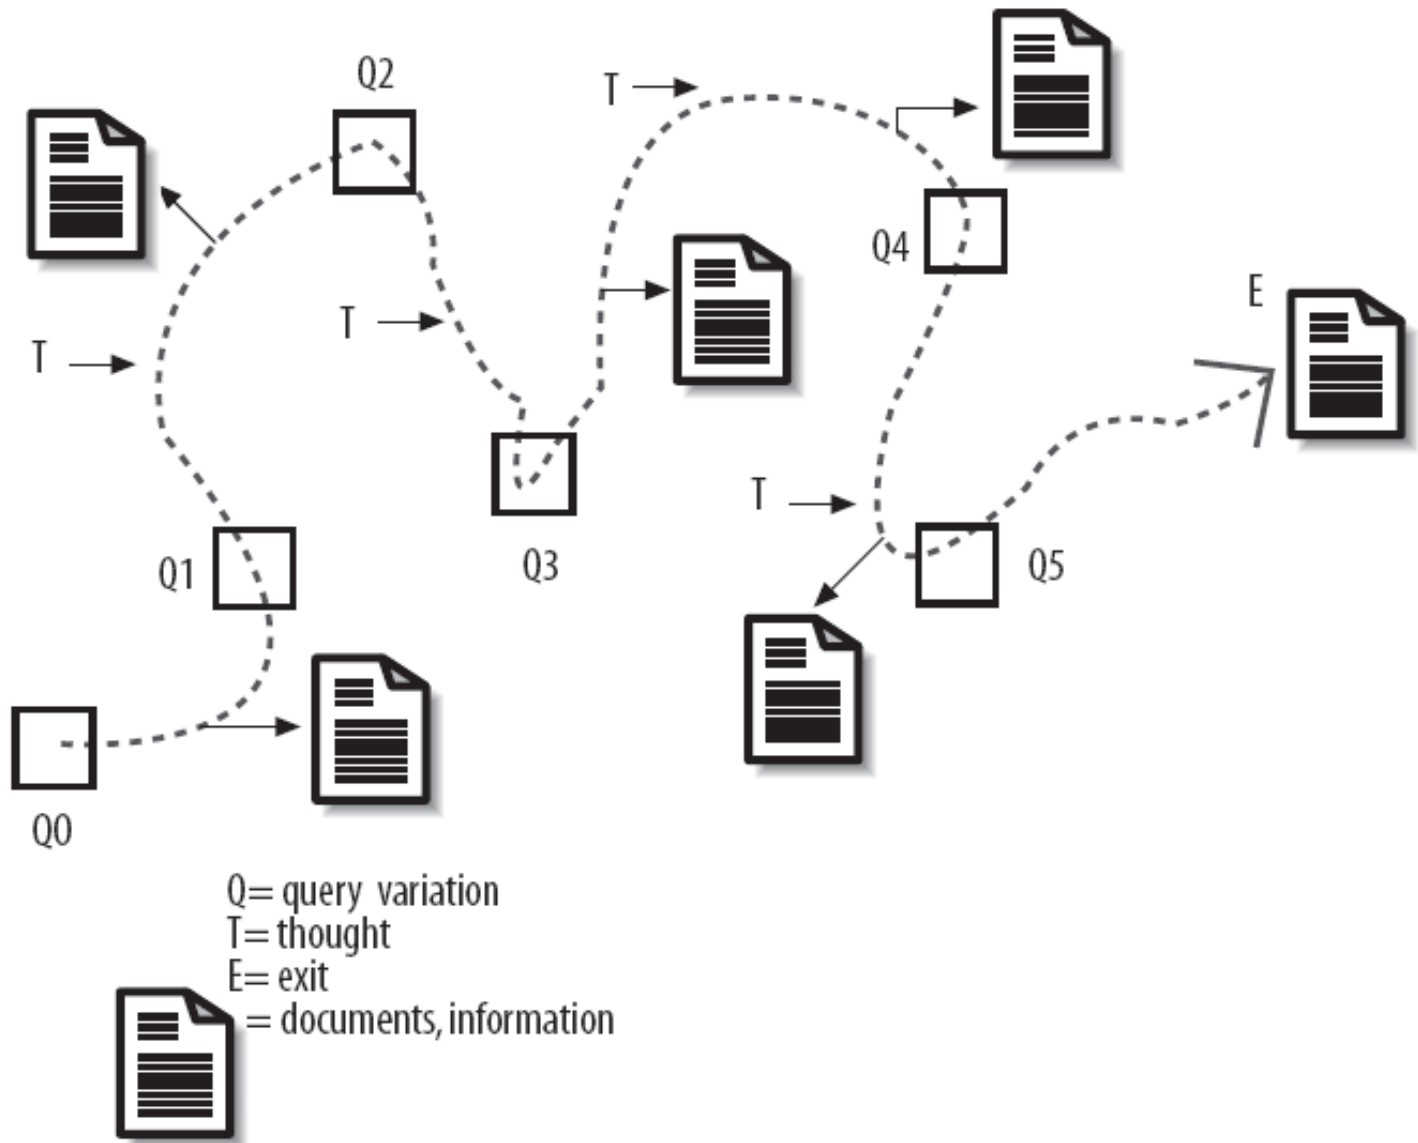 Q2
T
T
Q4
E
T
T
T
Q1
Q3
Q5
Q0
Q= query variation
T= thought
E= exit
= documents, information